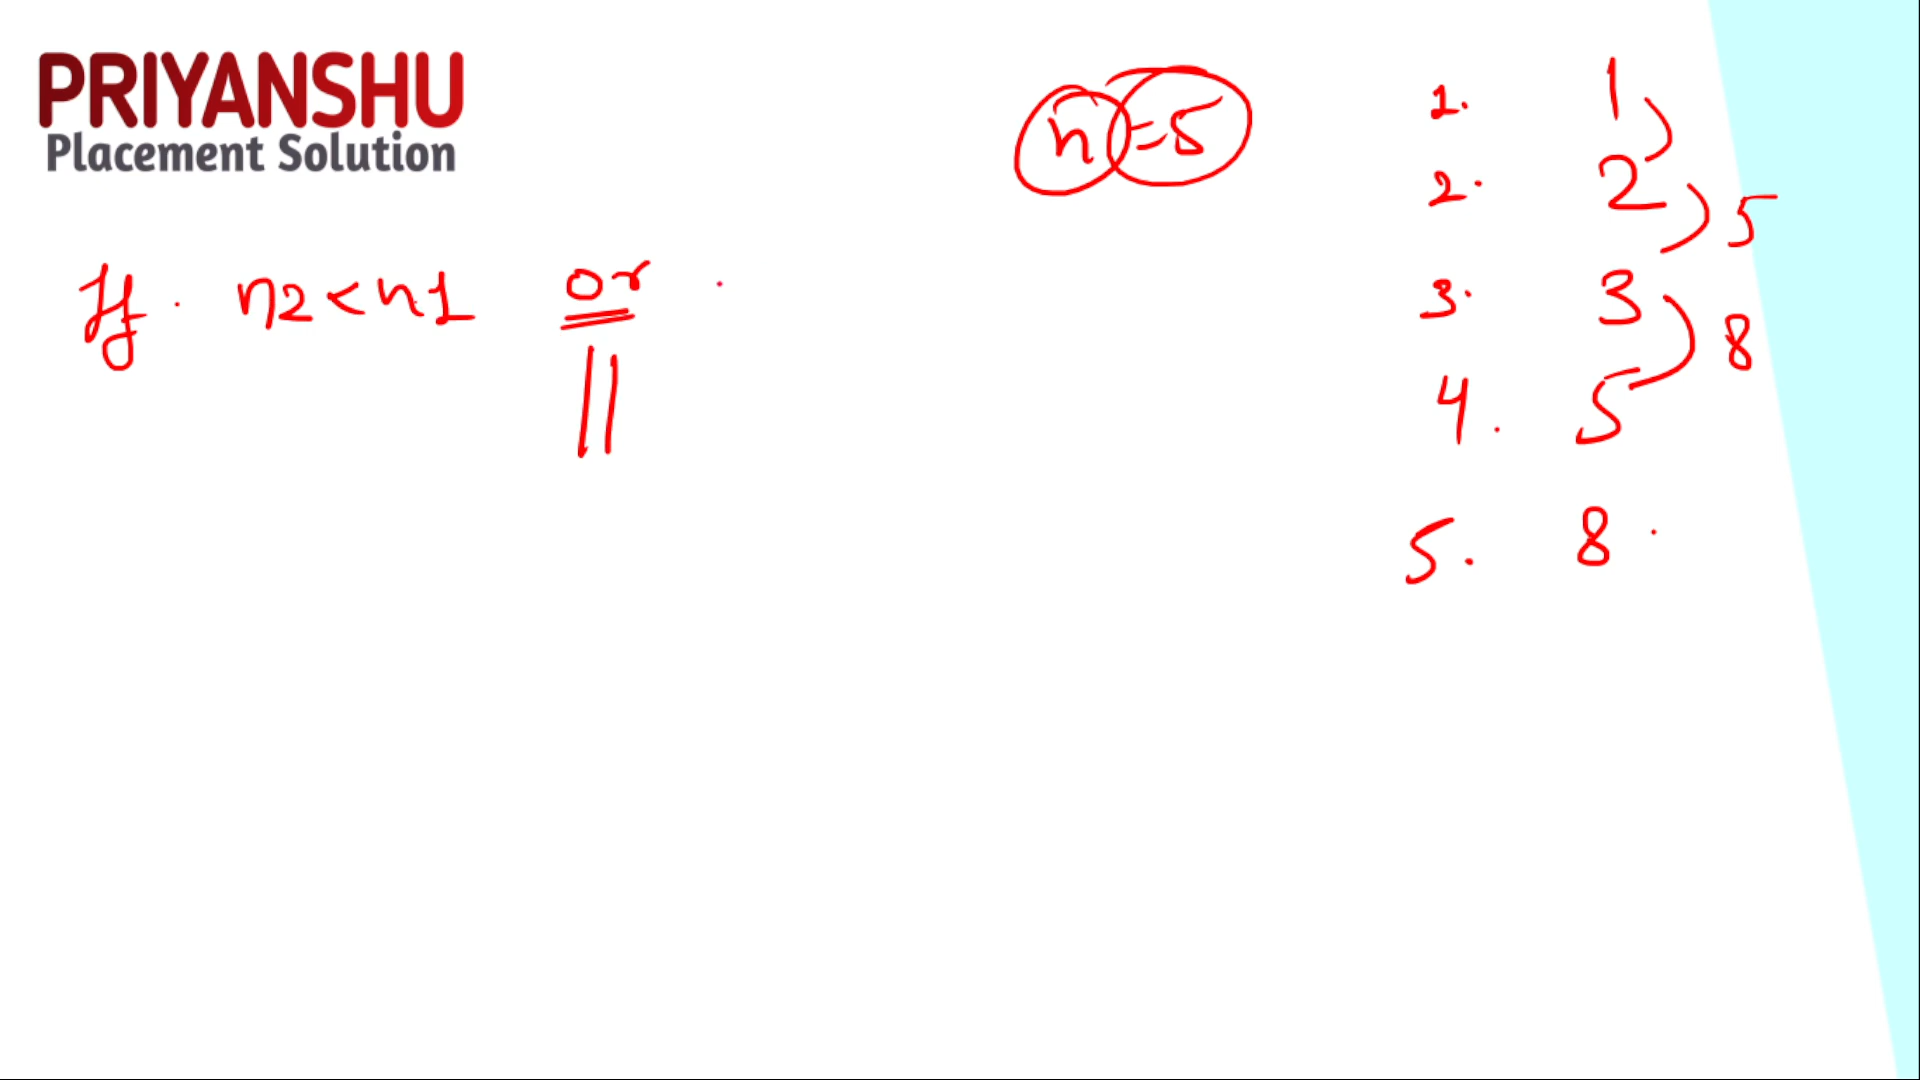 PRIYANSHU
Placement Solution
n = 5
1. 1
2. 2
5
3. 3
8
4. 5
5. 8
If n2 < n1 or
||